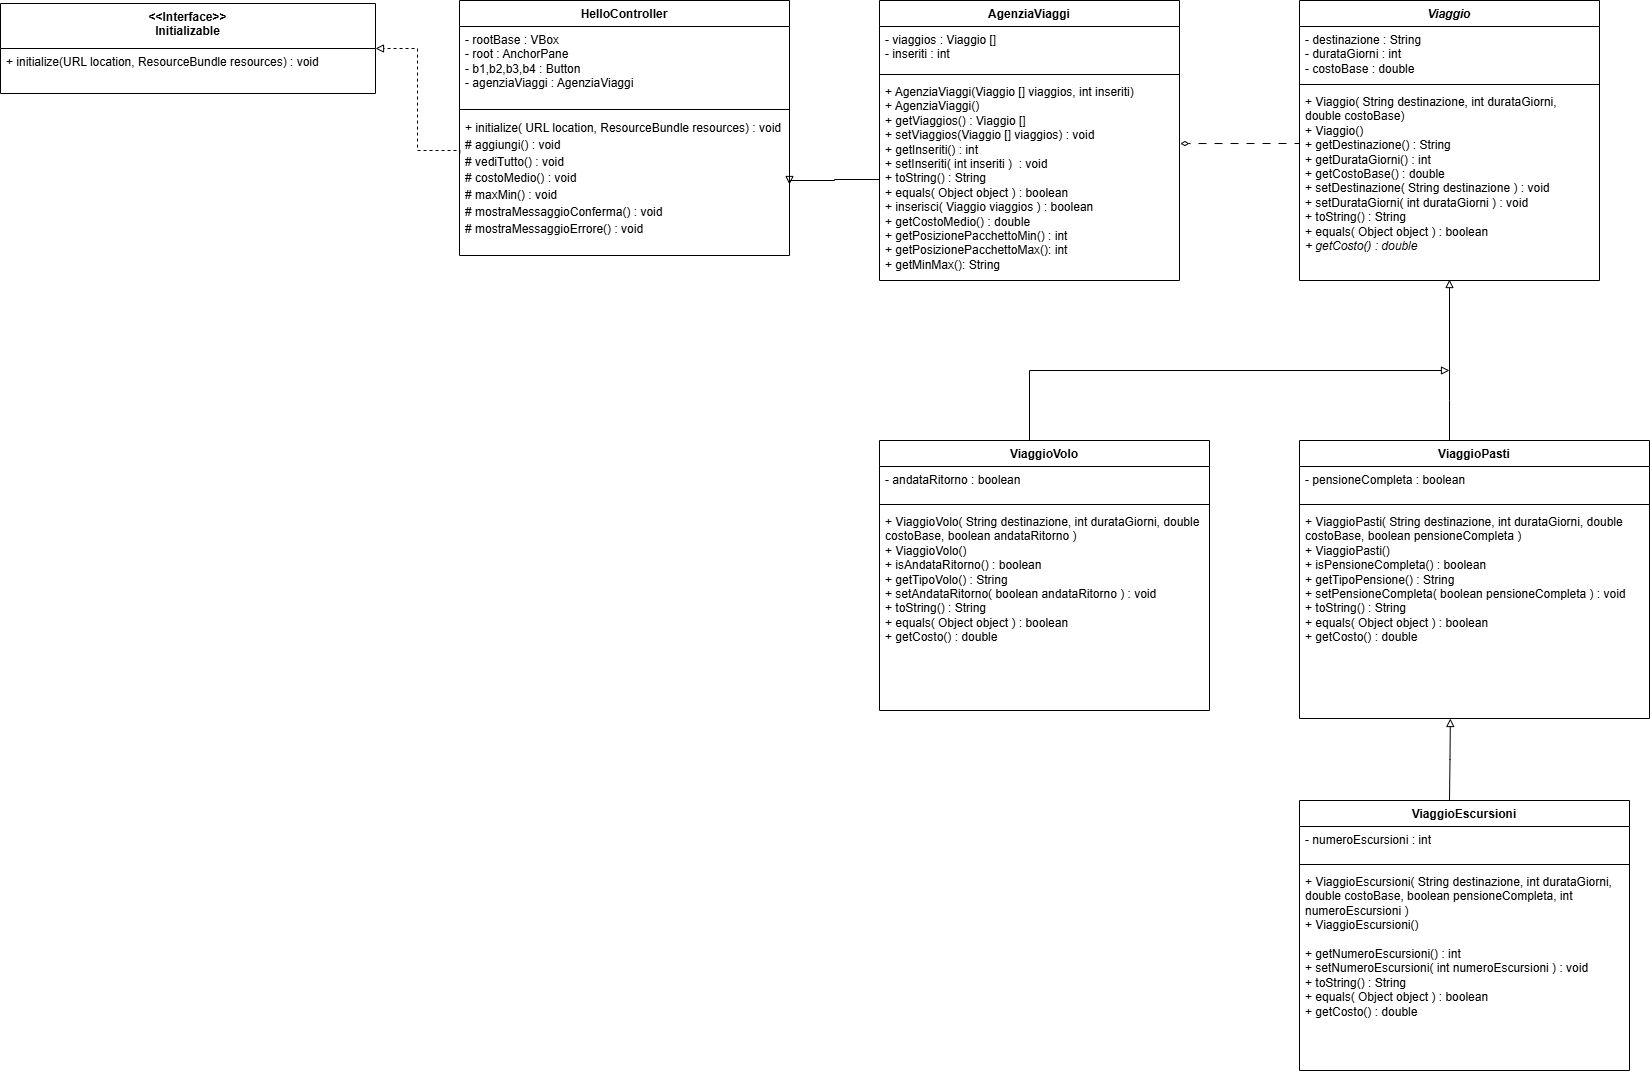 <<Interface>>
Initializable
+ initialize(URL location, ResourceBundle resources) : void
HelloController
- rootBase : VBox
- root : AnchorPane
- b1,b2,b3,b4 : Button
- agenziaViaggi : AgenziaViaggi
+ initialize( URL location, ResourceBundle resources) : void
# aggiungi() : void
# vediTutto() : void
# costoMedio() : void
# maxMin() : void
# mostraMessaggioConferma() : void
# mostraMessaggioErrore() : void
AgenziaViaggi
- viaggios : Viaggio []
- inseriti : int
+ AgenziaViaggi(Viaggio [] viaggios, int inseriti)
+ AgenziaViaggi()
+ getViaggios() : Viaggio []
+ setViaggios(Viaggio [] viaggios) : void
+ getInseriti() : int
+ setInseriti( int inseriti )  : void
+ toString() : String
+ equals( Object object ) : boolean
+ inserisci( Viaggio viaggios ) : boolean
+ getCostoMedio() : double
+ getPosizionePacchettoMin() : int
+ getPosizionePacchettoMax(): int
+ getMinMax(): String
Viaggio
- destinazione : String
- durataGiorni : int
- costoBase : double
+ Viaggio( String destinazione, int durataGiorni,
double costoBase)
+ Viaggio()
+ getDestinazione() : String
+ getDurataGiorni() : int
+ getCostoBase() : double
+ setDestinazione( String destinazione ) : void
+ setDurataGiorni( int durataGiorni ) : void
+ toString() : String
+ equals( Object object ) : boolean
+ getCosto() : double
ViaggioVolo
- andataRitorno : boolean
+ ViaggioVolo( String destinazione, int durataGiorni, double
costoBase, boolean andataRitorno )
+ ViaggioVolo()
+ isAndataRitorno() : boolean
+ getTipoVolo() : String
+ setAndataRitorno( boolean andataRitorno ) : void
+ toString() : String
+ equals( Object object ) : boolean
+ getCosto() : double
ViaggioPasti
- pensioneCompleta : boolean
+ ViaggioPasti( String destinazione, int durataGiorni, double
costoBase, boolean pensioneCompleta )
+ ViaggioPasti()
+ isPensioneCompleta() : boolean
+ getTipoPensione() : String
+ setPensioneCompleta( boolean pensioneCompleta ) : void
+ toString() : String
+ equals( Object object ) : boolean
+ getCosto() : double
ViaggioEscursioni
- numeroEscursioni : int
+ ViaggioEscursioni( String destinazione, int durataGiorni,
double costoBase, boolean pensioneCompleta, int
numeroEscursioni )
+ ViaggioEscursioni()
+ getNumeroEscursioni() : int
+ setNumeroEscursioni( int numeroEscursioni ) : void
+ toString() : String
+ equals( Object object ) : boolean
+ getCosto() : double